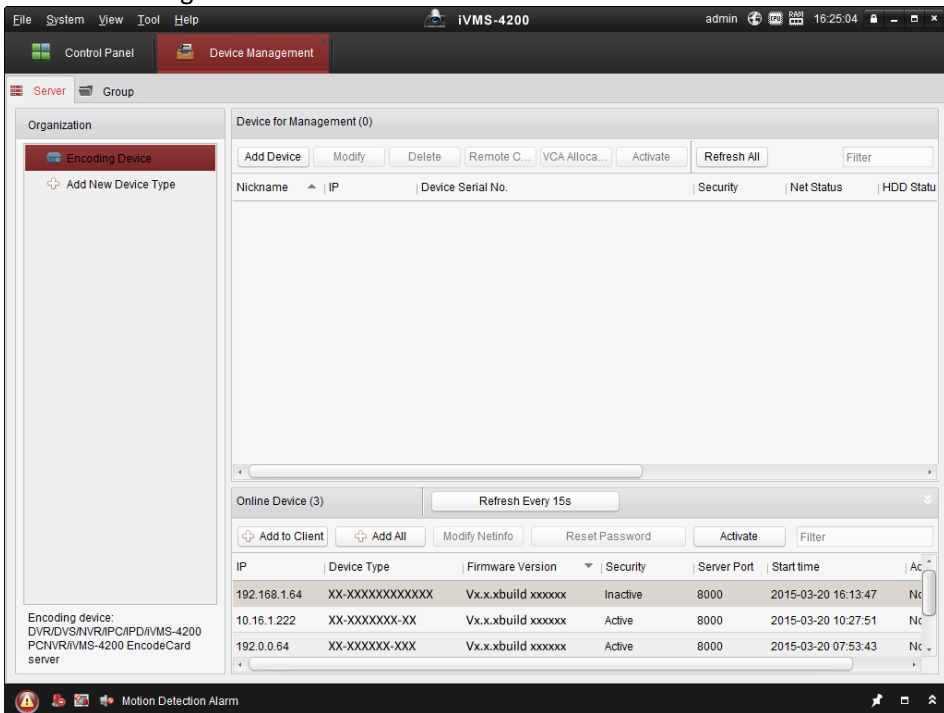 File System View Tool Help iVMS-4200 admin CPU RAM 16:25:04
Control Panel Device Management
Server Group
Organization
Encoding Device
Add New Device Type
Encoding device:
DVR/DVS/NVR/IPC/IPD/iVMS-4200
PCNVR/iVMS-4200 EncodeCard
server
Device for Management (0)
Add Device Modify Delete Remote C... VCA Alloca... Activate Refresh All Filter
Nickname IP Device Serial No. Security Net Status HDD Statu
Online Device (3) Refresh Every 15s
Add to Client Add All Modify Netinfo Reset Password Activate Filter
IP Device Type Firmware Version Security Server Port Start time Ad
192.168.1.64 XX-XXXXXXXXXXXX Vx.x.xbuild xxxxxx Inactive 8000 2015-03-20 16:13:47 No
10.16.1.222 XX-XXXXXXX-XX Vx.x.xbuild xxxxxx Active 8000 2015-03-20 10:27:51 No
192.0.0.64 XX-XXXXXX-XXX Vx.x.xbuild xxxxxx Active 8000 2015-03-20 07:53:43 No
Motion Detection Alarm